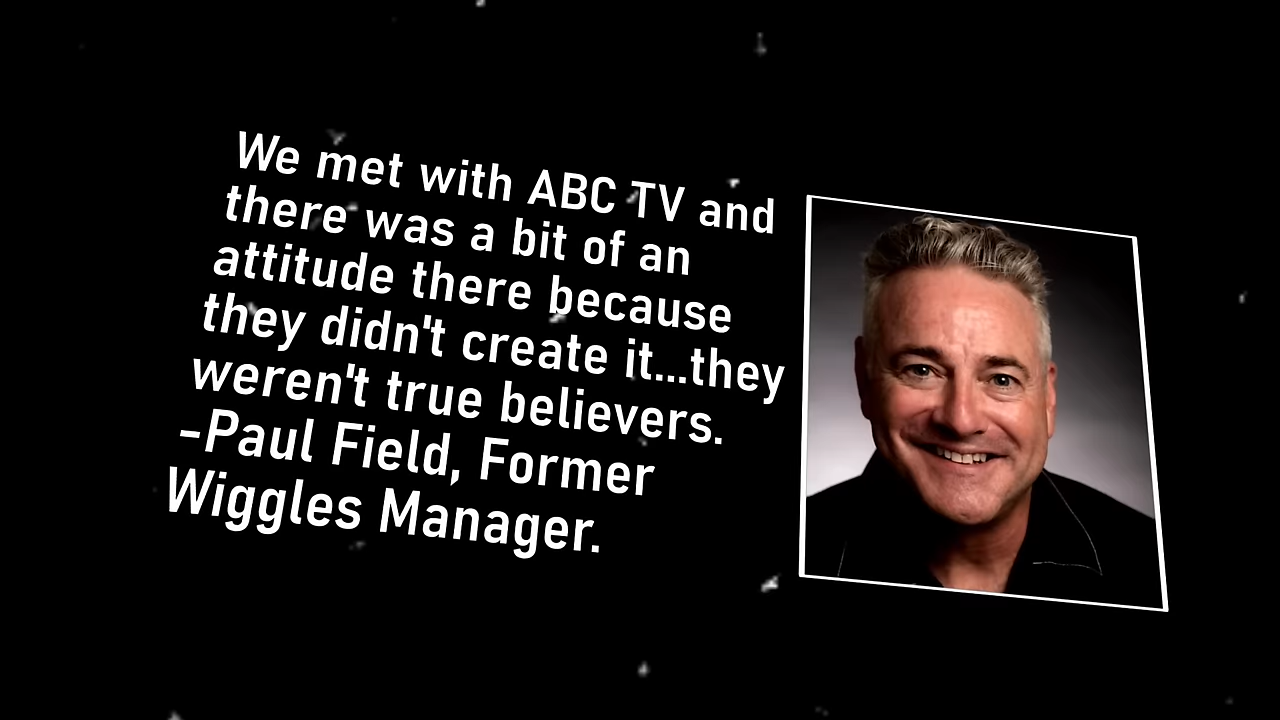 We met with ABC TV and
there was a bit of an
attitude there because
they didn't create it...they
weren't true believers.
-Paul Field, Former
Wiggles Manager.